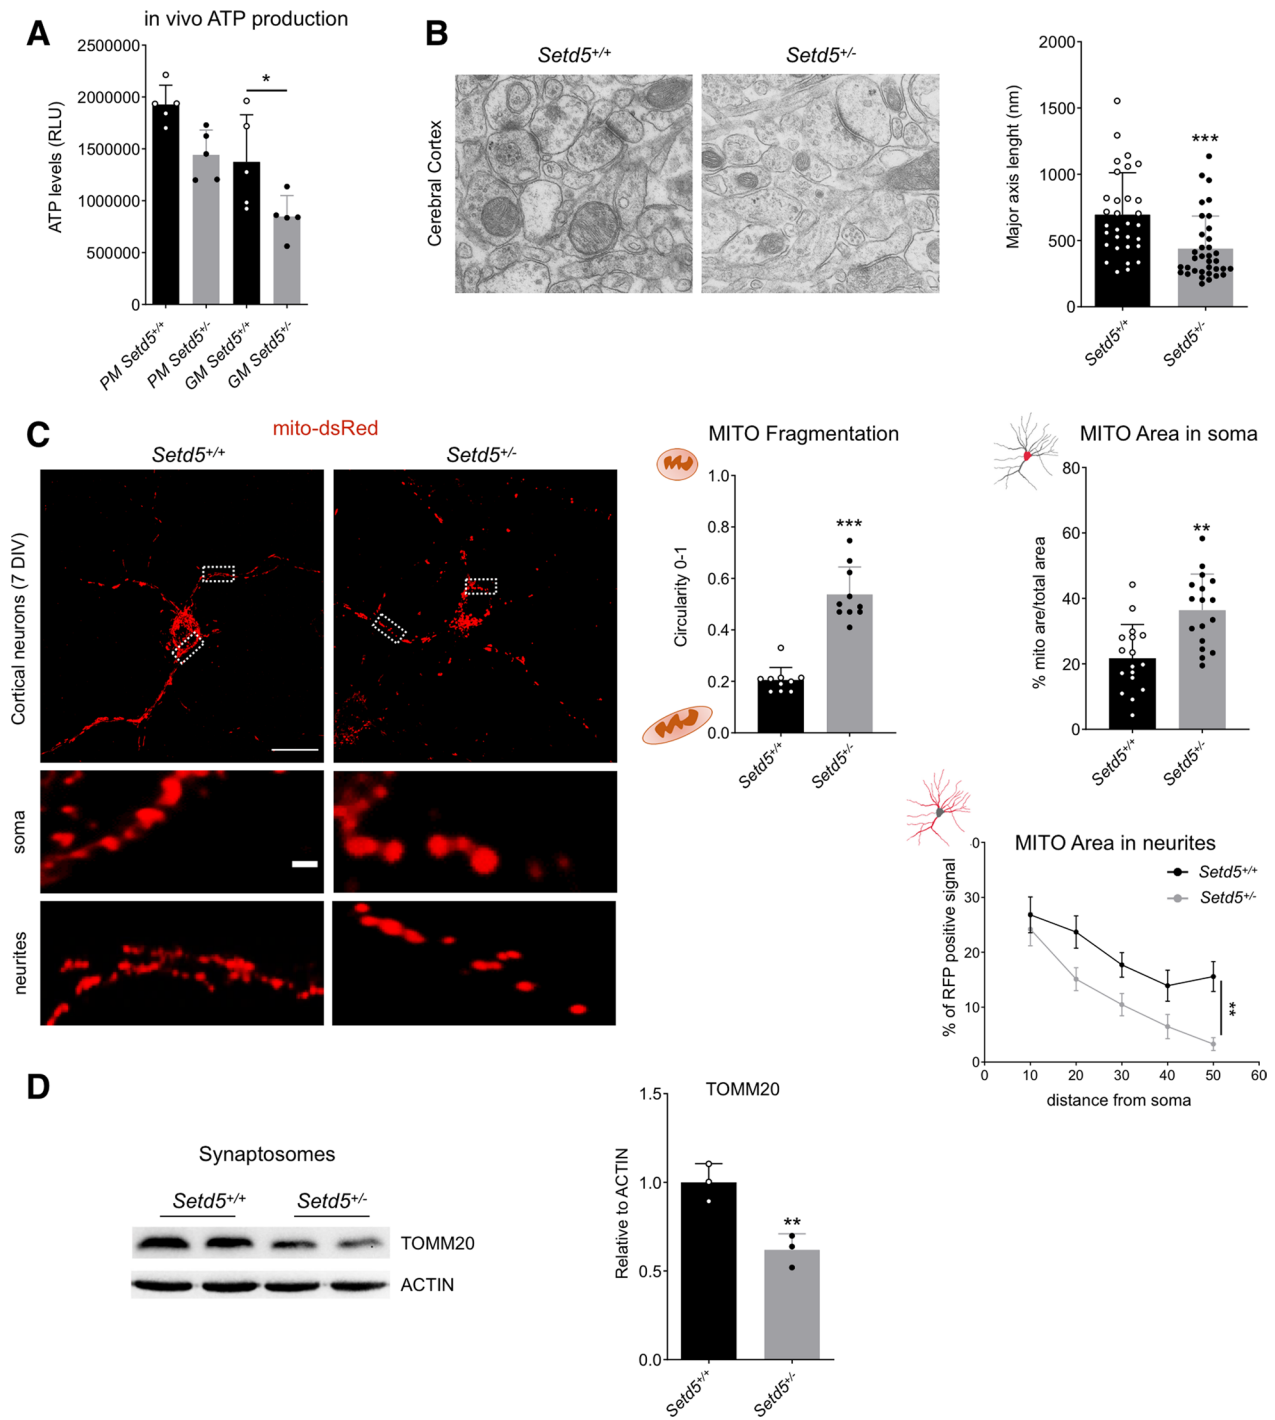 A
in vivo ATP production
ATP levels (RLU)
2500000
2000000
1500000
1000000
500000
0
*
PM Setd5+/+
PM Setd5+/-
GM Setd5+/+
GM Setd5+/-
B
Setd5+/+
Setd5+/-
Cerebral Cortex
Major axis lenght (nm)
2000
1500
1000
500
0
***
Setd5+/+
Setd5+/-
C
mito-dsRed
Setd5+/+
Setd5+/-
Cortical neurons (7 DIV)
soma
neurites
MITO Fragmentation
Circularity 0-1
1.0
0.8
0.6
0.4
0.2
0.0
***
Setd5+/+
Setd5+/-
MITO Area in soma
% mito are/total area
80
60
40
20
0
**
Setd5+/+
Setd5+/-
MITO Area in neurites
% of RFP positive signal
.0
30
20
10
0
Setd5+/+
Setd5+/-
**
0 10 20 30 40 50 60
distance from soma
D
Synaptosomes
Setd5+/+ Setd5+/-
TOMM20
ACTIN
TOMM20
Relative to ACTIN
1.5
1.0
0.5
0.0
**
Setd5+/+
Setd5+/-